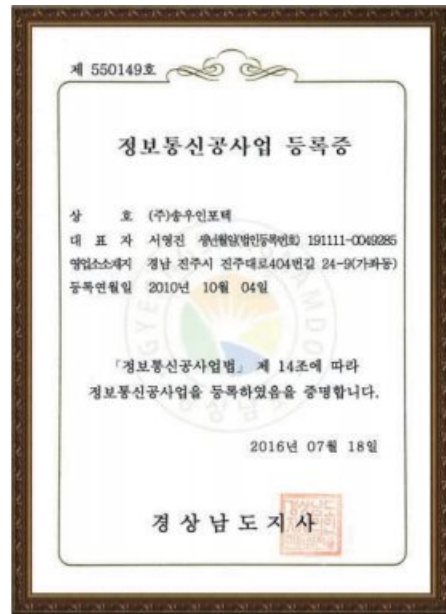 제 550149호
정보통신공사업 등록증
상 호 (주)송우인포텍
대 표 자 서영진 생년월일(법인등록번호) 191111-0049285
영업소소재지 경남 진주시 진주대로404번길 24-9(가좌동)
등록연월일 2010년 10월 04일
「정보통신공사업법」 제 14조에 따라
정보통신공사업을 등록하였음을 증명합니다.
2016년 07월 18일
경 상 남 도 지 사